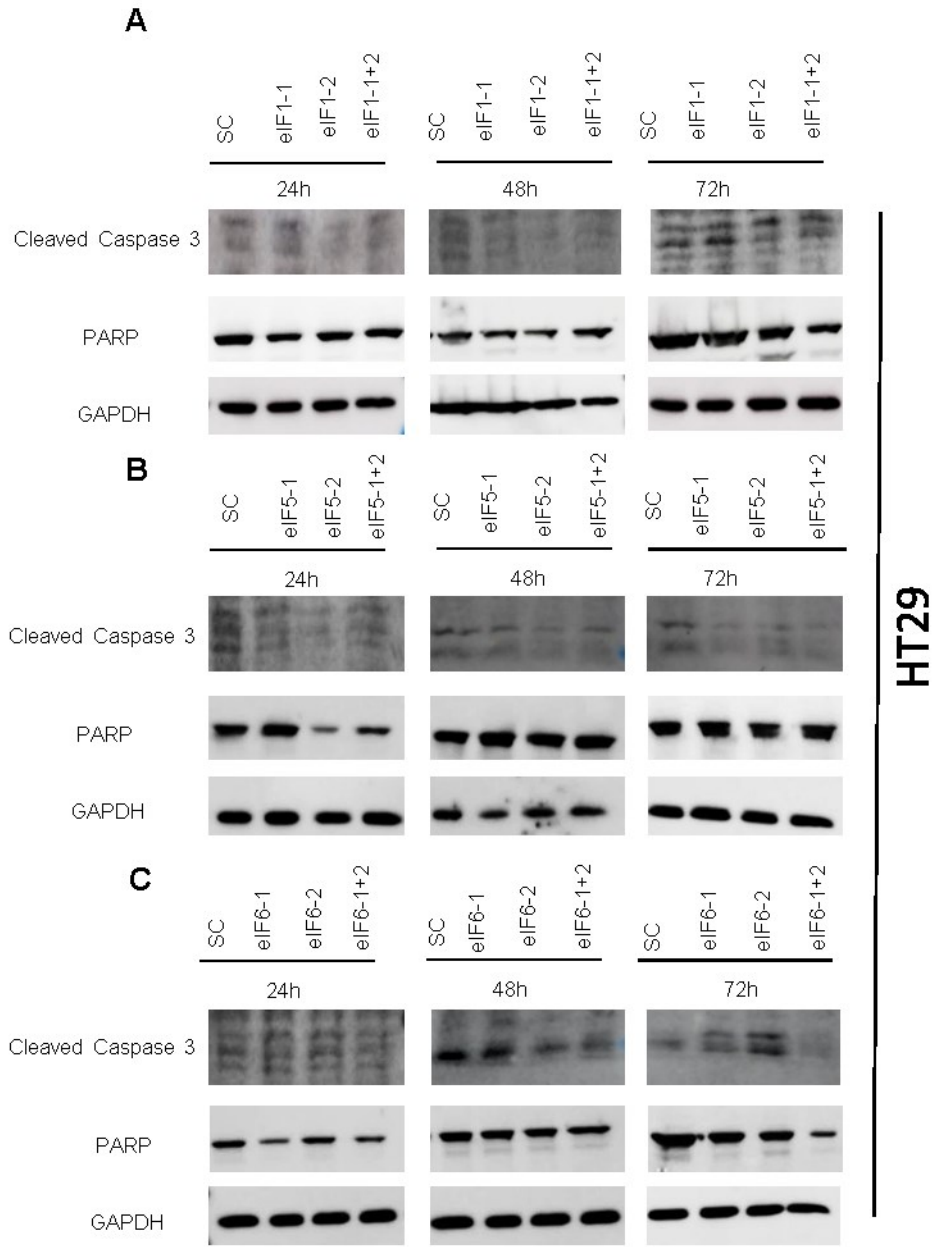 A
SC eIF1-1 eIF1-2 eIF1-1+2 SC eIF1-1 eIF1-2 eIF1-1+2 SC eIF1-1 eIF1-2 eIF1-1+2
24h 48h 72h
Cleaved Caspase 3
PARP
GAPDH
B
SC eIF5-1 eIF5-2 eIF5-1+2 SC eIF5-1 eIF5-2 eIF5-1+2 SC eIF5-1 eIF5-2 eIF5-1+2
24h 48h 72h
Cleaved Caspase 3
PARP
GAPDH
C
SC eIF6-1 eIF6-2 eIF6-1+2 SC eIF6-1 eIF6-2 eIF6-1+2 SC eIF6-1 eIF6-2 eIF6-1+2
24h 48h 72h
Cleaved Caspase 3
PARP
GAPDH
HT29